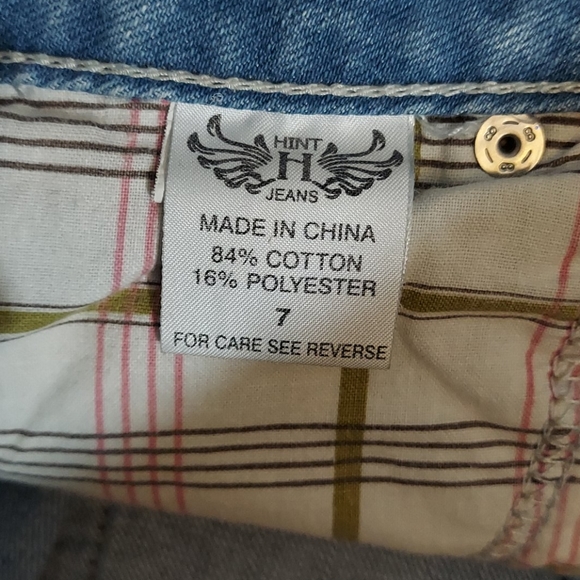 HINT
H
JEANS
MADE IN CHINA
84% COTTON
16% POLYESTER
7
FOR CARE SEE REVERSE